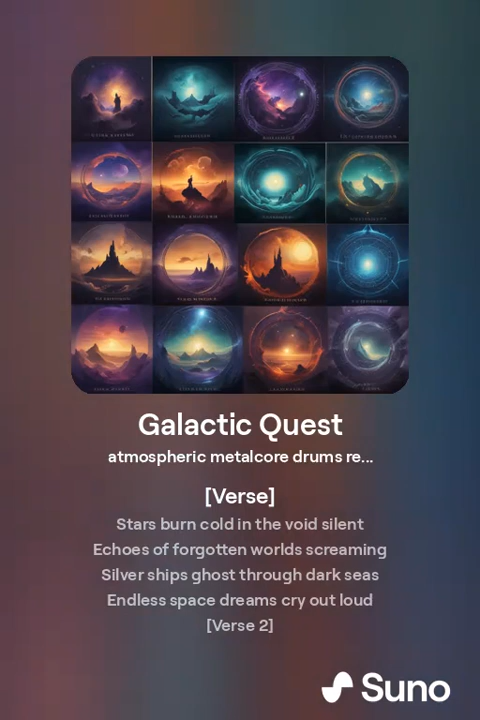 Galactic Quest
atmospheric metalcore drums re...
[Verse]
Stars burn cold in the void silent
Echoes of forgotten worlds screaming
Silver ships ghost through dark seas
Endless space dreams cry out loud
[Verse 2]
Suno